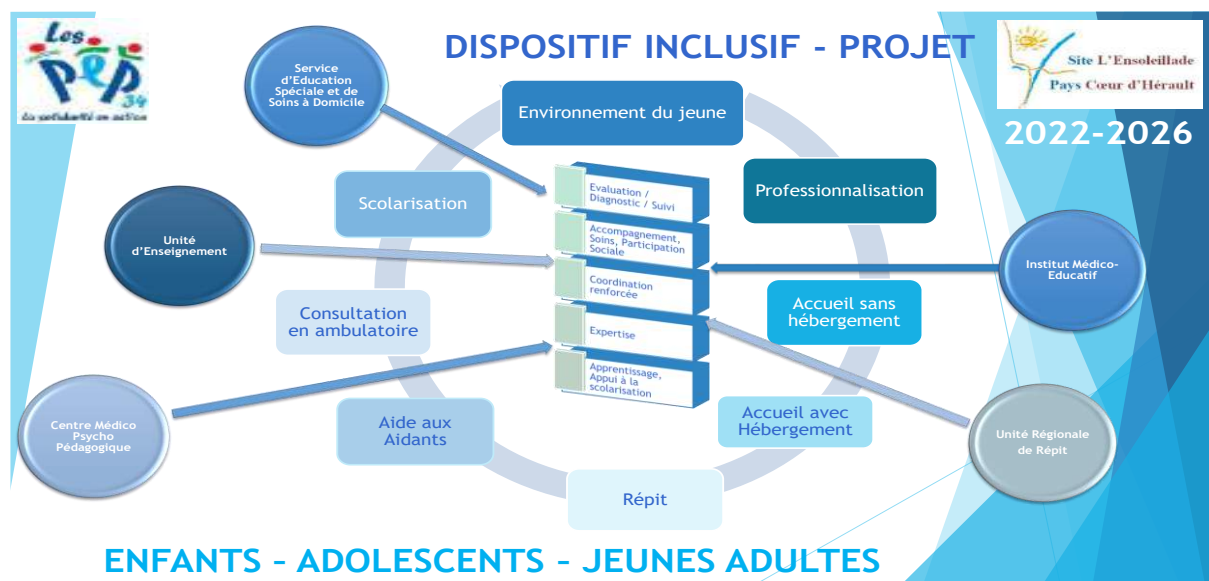 Les
PEP
34
La solidarité en action
DISPOSITIF INCLUSIF - PROJET
Site L'Ensoleillade
Pays Cœur d'Hérault
2022-2026
Service
d'Education
Spéciale et de
Soins à Domicile
Environnement du jeune
Scolarisation
Professionnalisation
Evaluation /
Diagnostic / Suivi
Accompagnement,
Soins, Participation
Sociale
Coordination
renforcée
Expertise
Apprentissage,
Appui à la
scolarisation
Unité
d'Enseignement
Institut Médico-
Educatif
Consultation
en ambulatoire
Accueil sans
hébergement
Centre Médico
Psycho
Pédagogique
Aide aux
Aidants
Accueil avec
Hébergement
Unité Régionale
de Répit
Répit
ENFANTS - ADOLESCENTS - JEUNES ADULTES